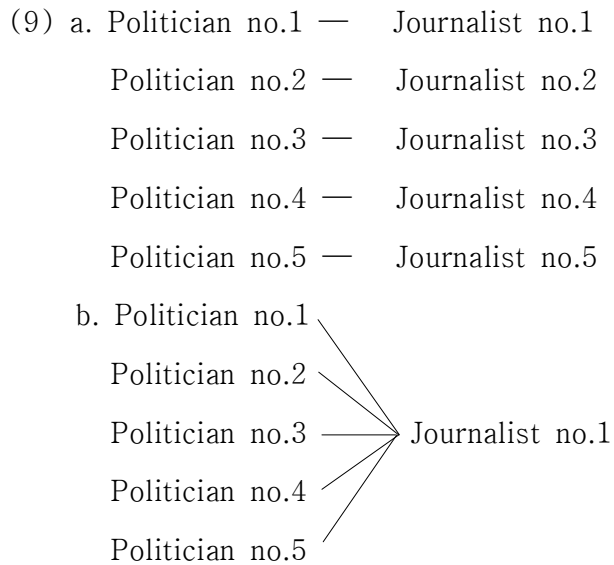 (9) a. Politician no.1 — Journalist no.1
Politician no.2 — Journalist no.2
Politician no.3 — Journalist no.3
Politician no.4 — Journalist no.4
Politician no.5 — Journalist no.5
b. Politician no.1
Politician no.2
Politician no.3 Journalist no.1
Politician no.4
Politician no.5